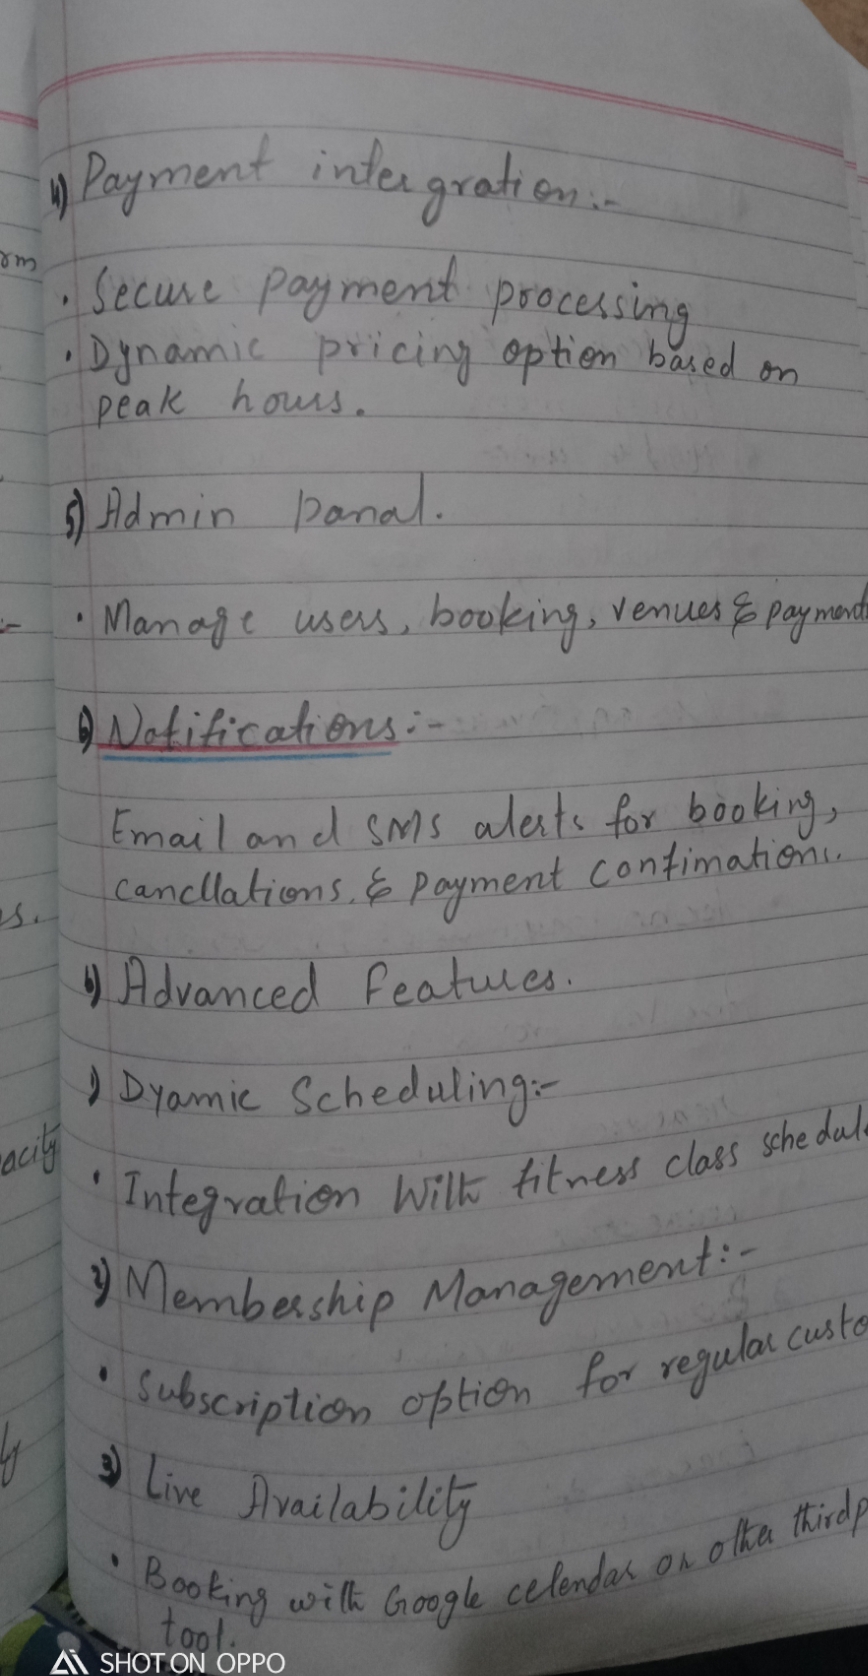 4) Payment intergration:-
• Secure payment processing
• Dynamic pricing option based on
peak hours.
5) Admin panal.
• Manage users, booking, venues & payment
6) Notifications:-
Email and SMS alerts for booking,
cancllations, & payment confimations.
6) Advanced Features.
1) Dyamic Scheduling:-
• Integration With fitness class schedul
2) Membership Management:-
• Subscription option for regular custo
3) Live Availability
• Booking with Google celendar or other thirdp
tool.
om
:-
s.
acity
ly
SHOT ON OPPO